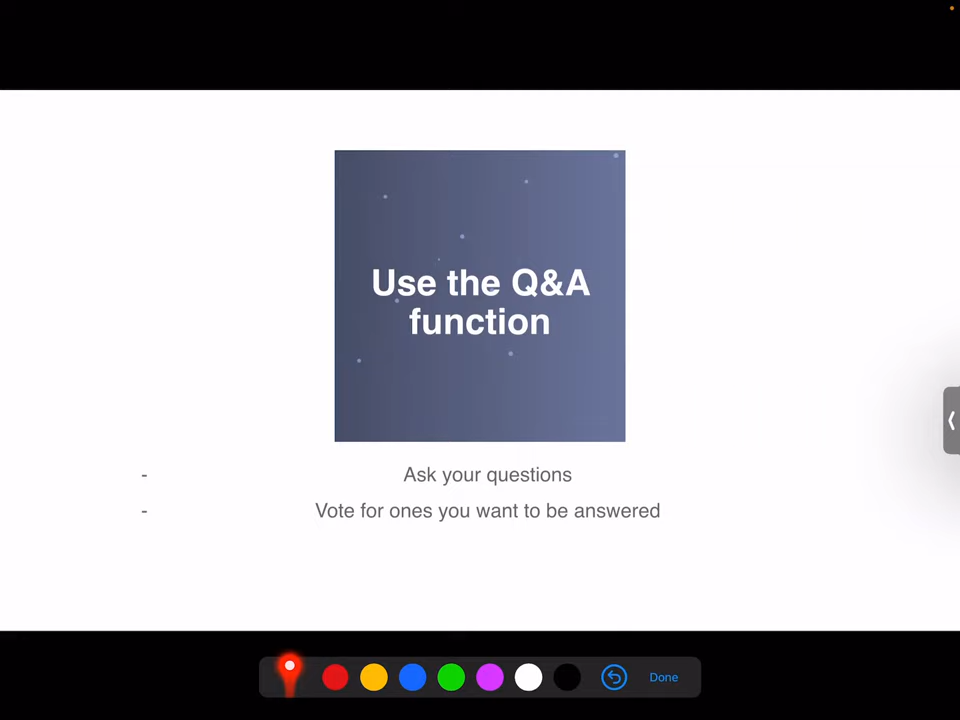 Use the Q&A
function
- Ask your questions
- Vote for ones you want to be answered
Done